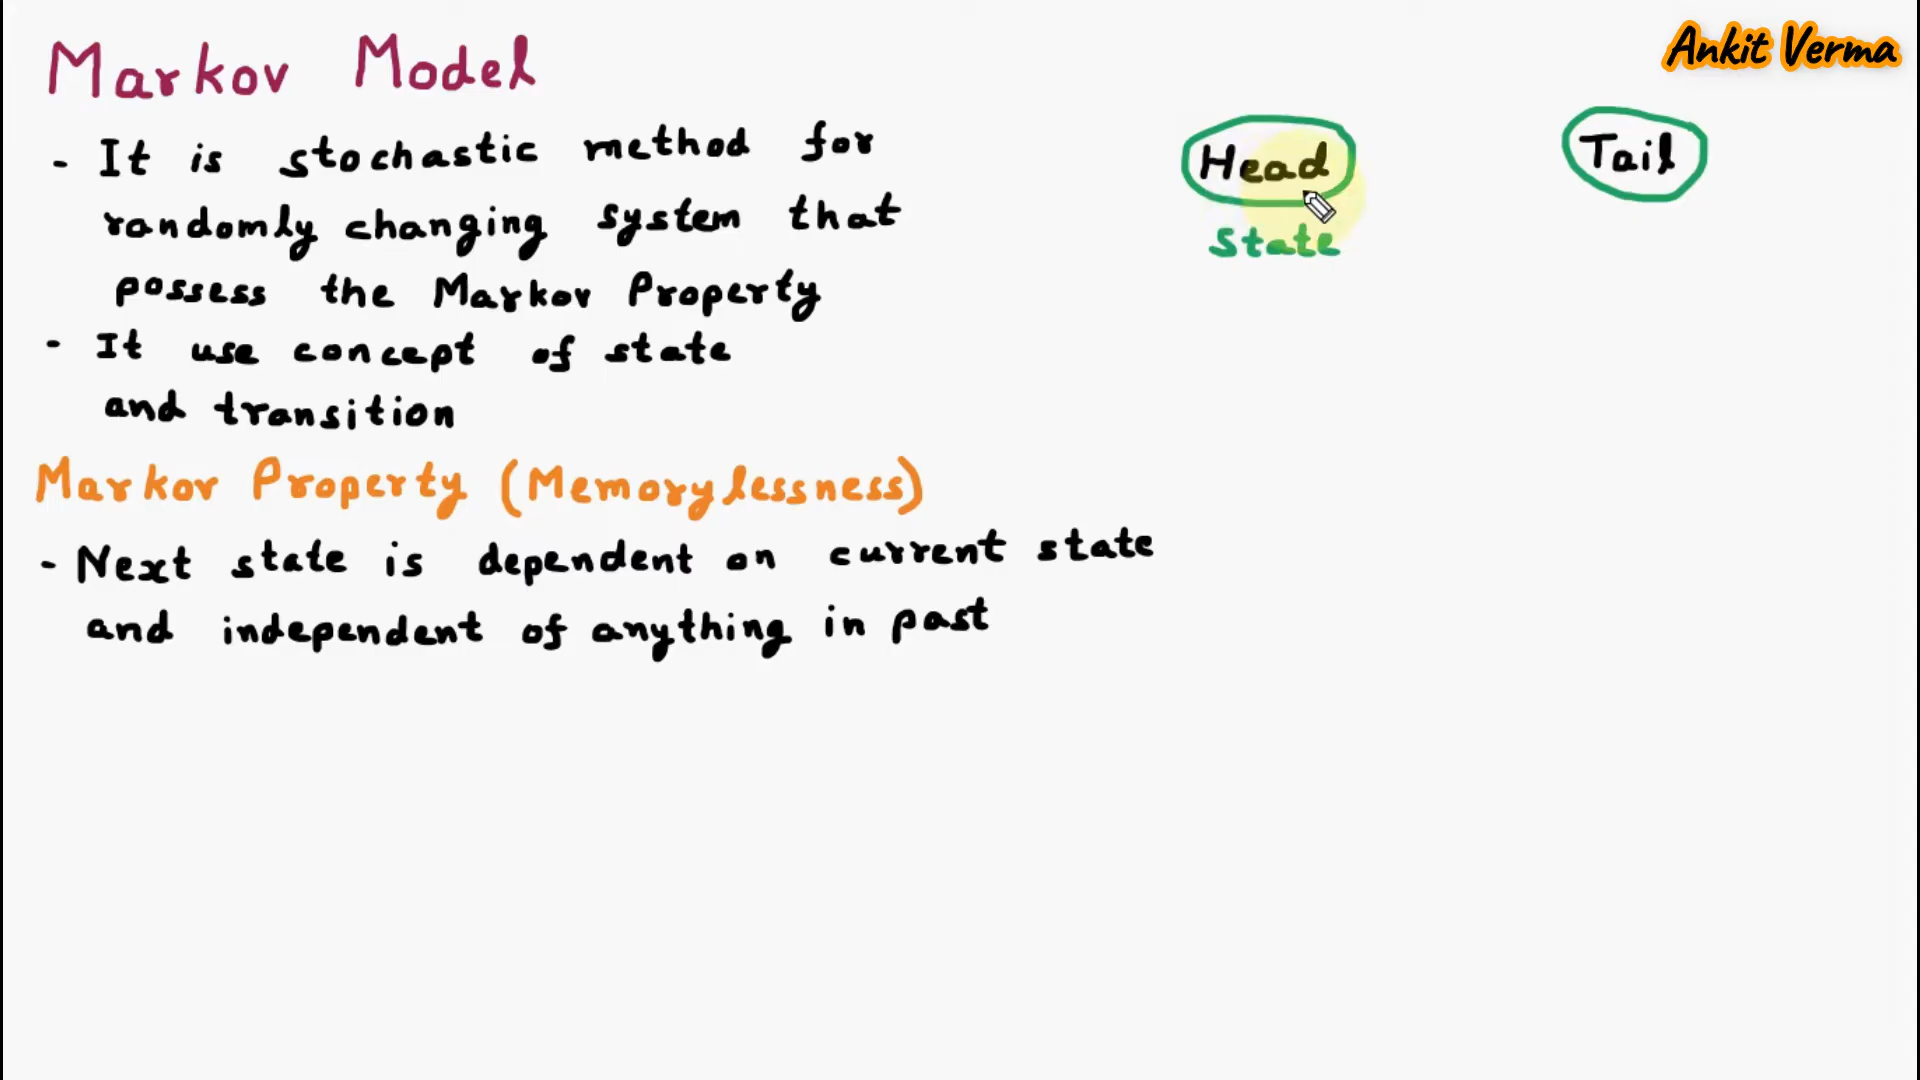 Markov Model
- It is stochastic method for
randomly changing system that
possess the Markov Property
- It use concept of state
and transition
Markov Property (Memorylessness)
- Next state is dependent on current state
and independent of anything in past
Ankit Verma
Head
Tail
State